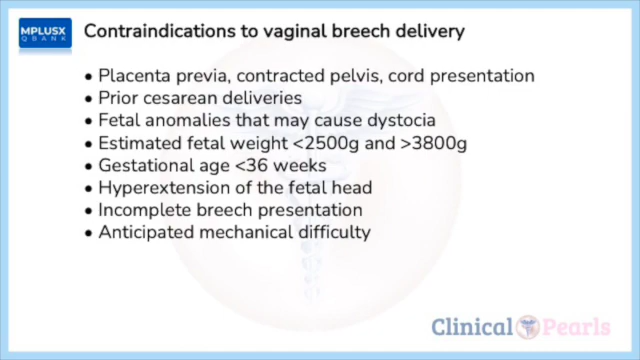 MPLUSX
QBANK
Contraindications to vaginal breech delivery
• Placenta previa, contracted pelvis, cord presentation
• Prior cesarean deliveries
• Fetal anomalies that may cause dystocia
• Estimated fetal weight <2500g and >3800g
• Gestational age <36 weeks
• Hyperextension of the fetal head
• Incomplete breech presentation
• Anticipated mechanical difficulty
Clinical Pearls